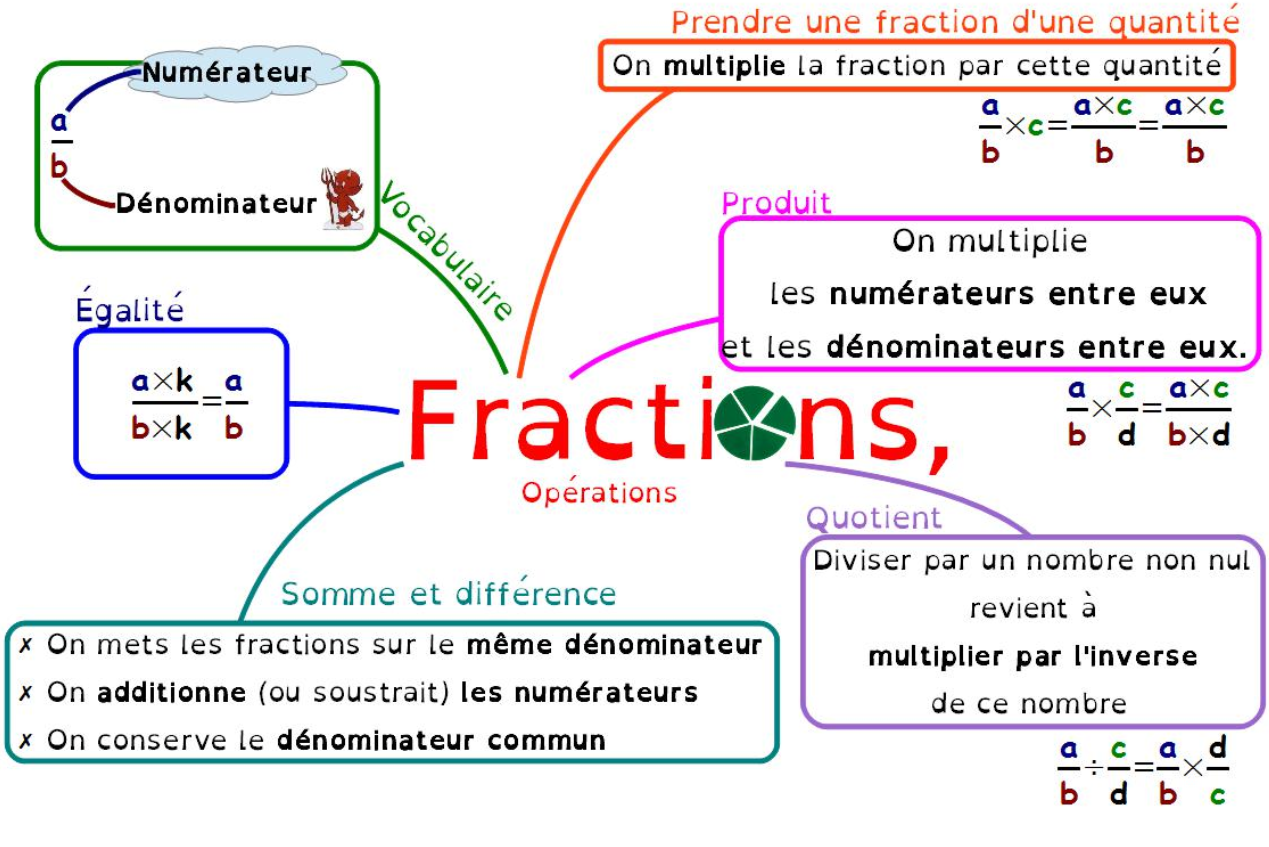 Prendre une fraction d'une quantité
On multiplie la fraction par cette quantité
a/b×c=a×c/b=a×c/b
Numérateur
a/b
Dénominateur
Vocabulaire
Produit
On multiplie
les numérateurs entre eux
et les dénominateurs entre eux.
a/b×c/d=a×c/b×d
Égalité
a×k/b×k=a/b
Fractions,
Opérations
Quotient
Diviser par un nombre non nul
revient à
multiplier par l'inverse
de ce nombre
a/b÷c/d=a/b×d/c
Somme et différence
✗ On mets les fractions sur le même dénominateur
✗ On additionne (ou soustrait) les numérateurs
✗ On conserve le dénominateur commun